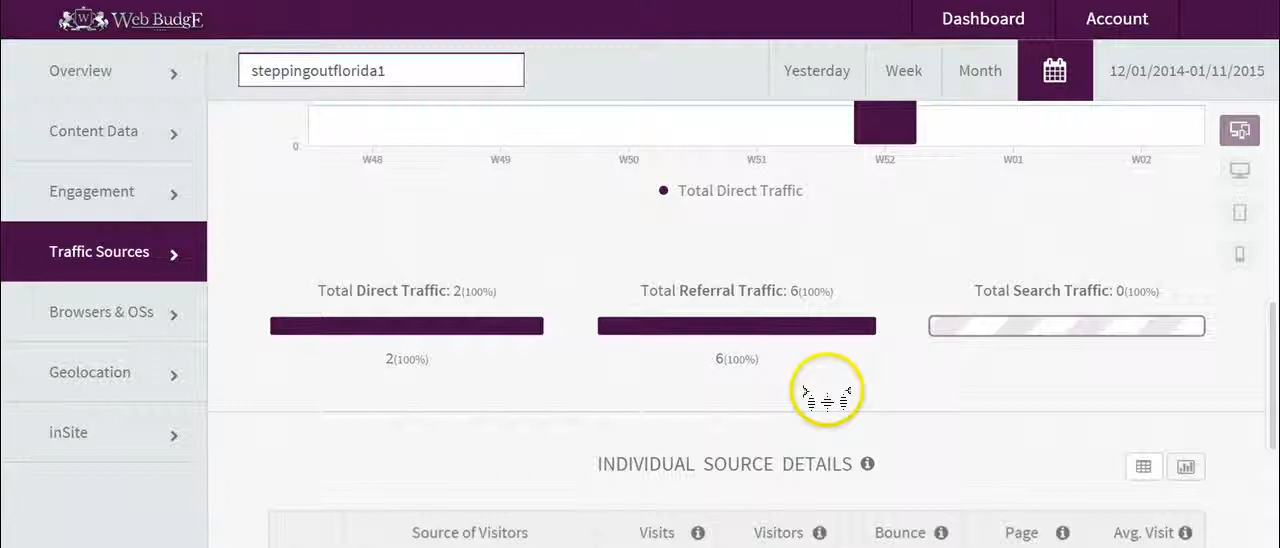 W Web BudgE
Dashboard
Account
Overview
steppingoutflorida1
Yesterday
Week
Month
12/01/2014-01/11/2015
Content Data
Engagement
Traffic Sources
Browsers & OSs
Geolocation
inSite
0
W48 W49 W50 W51 W52 W01 W02
Total Direct Traffic
Total Direct Traffic: 2(100%)
Total Referral Traffic: 6(100%)
Total Search Traffic: 0(100%)
2(100%)
6(100%)
INDIVIDUAL SOURCE DETAILS
Source of Visitors Visits Visitors Bounce Page Avg. Visit